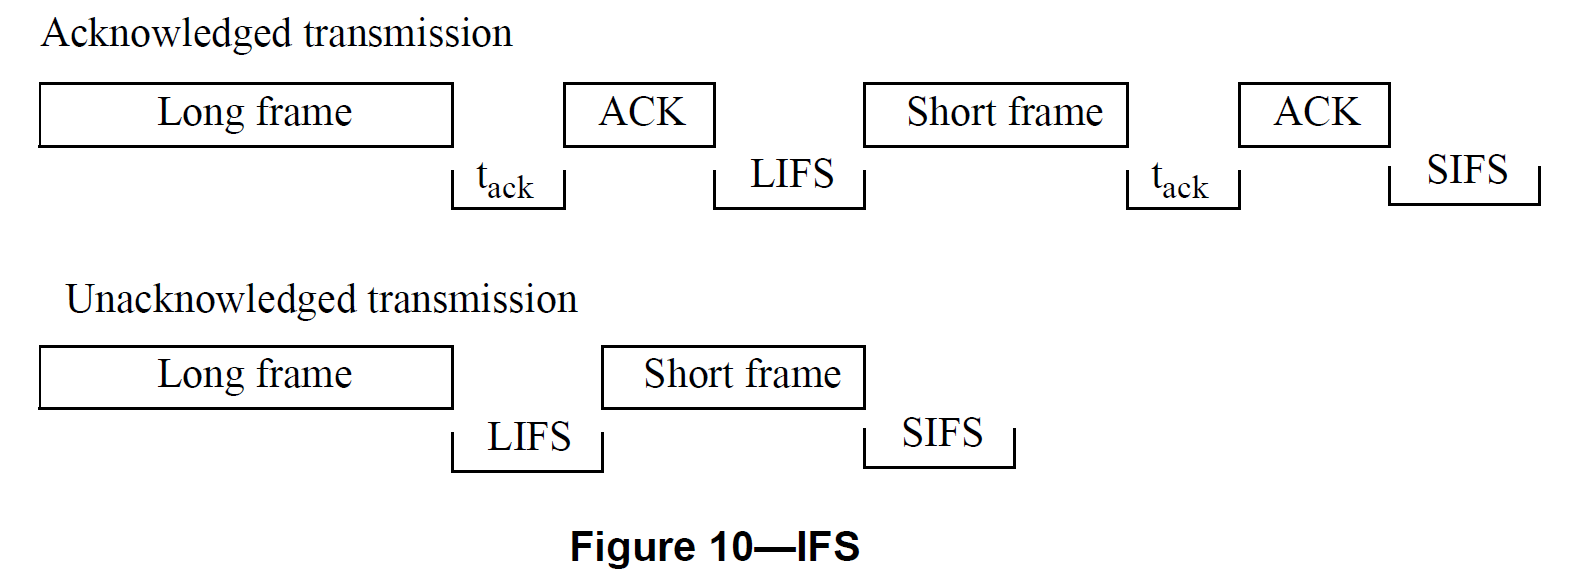 Acknowledged transmission
Long frame ACK Short frame ACK
tack LIFS tack SIFS
Unacknowledged transmission
Long frame Short frame
LIFS SIFS
Figure 10—IFS